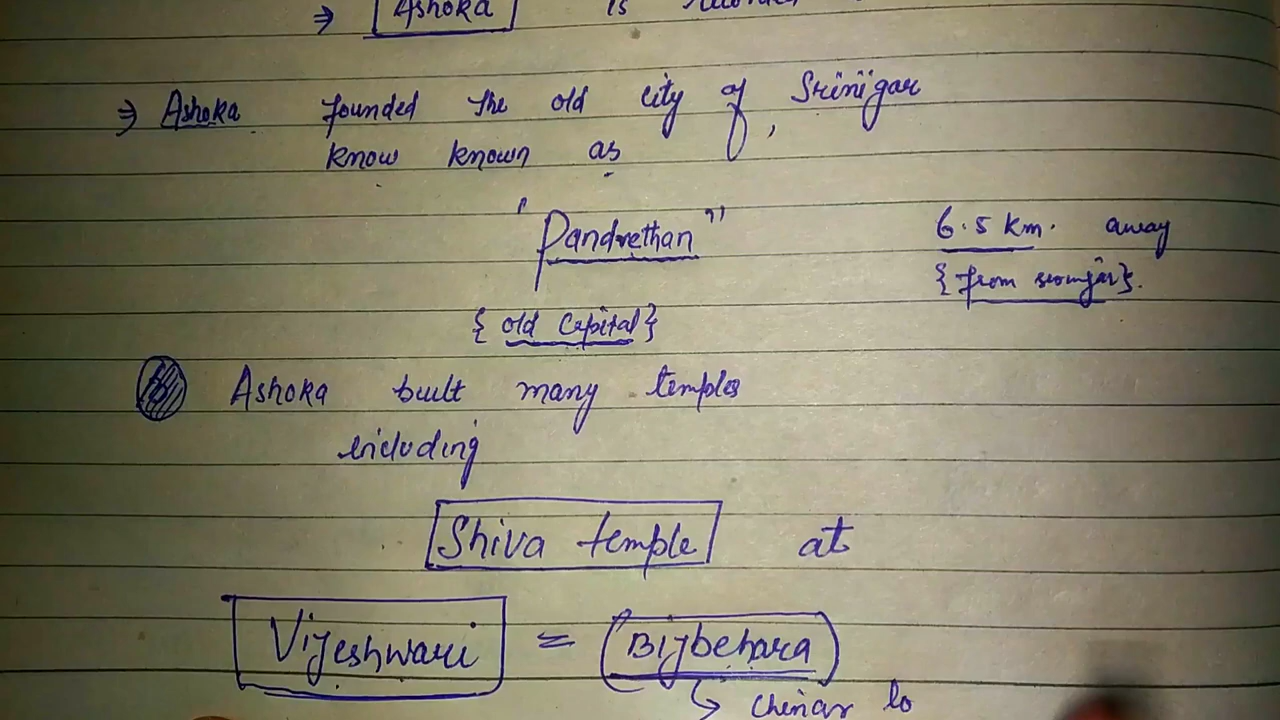 ⇒ Ashoka is
⇒ Ashoka founded the old city of Srinigar,
know known as
"Pandrethan"
6.5 km. away
{from
{old Capital}
Ashoka built many temples
including
Shiva temple at
Vijeshwari = Bijbehara
↳ Chinar